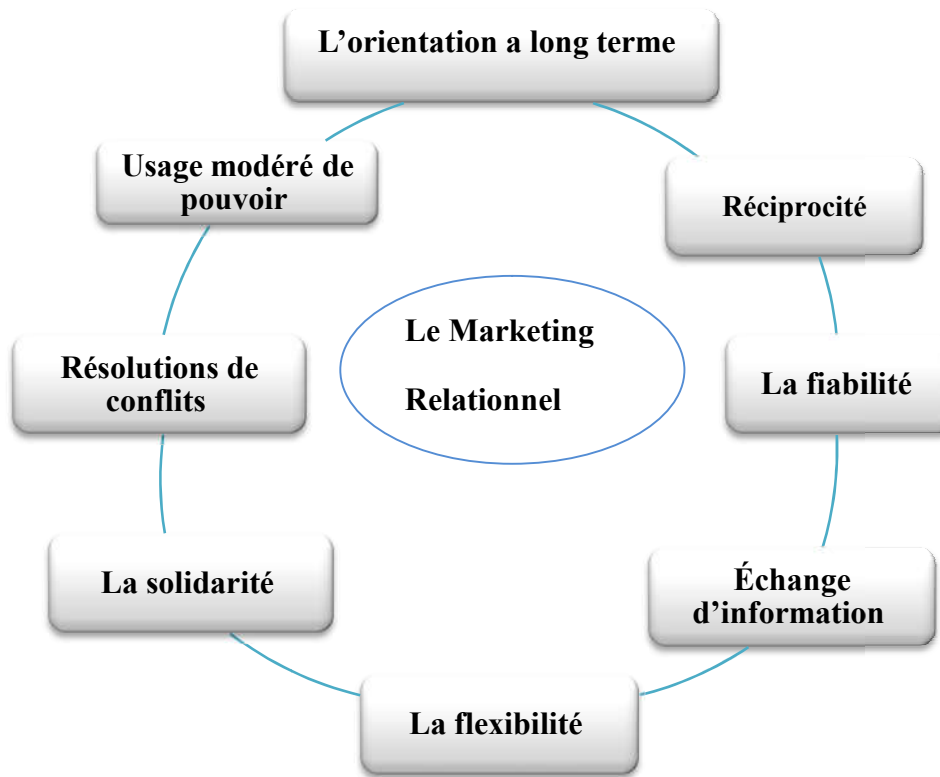 L’orientation a long terme
Usage modéré de
pouvoir
Réciprocité
Le Marketing
Relationnel
Résolutions de
conflits
La fiabilité
La solidarité
Échange
d’information
La flexibilité